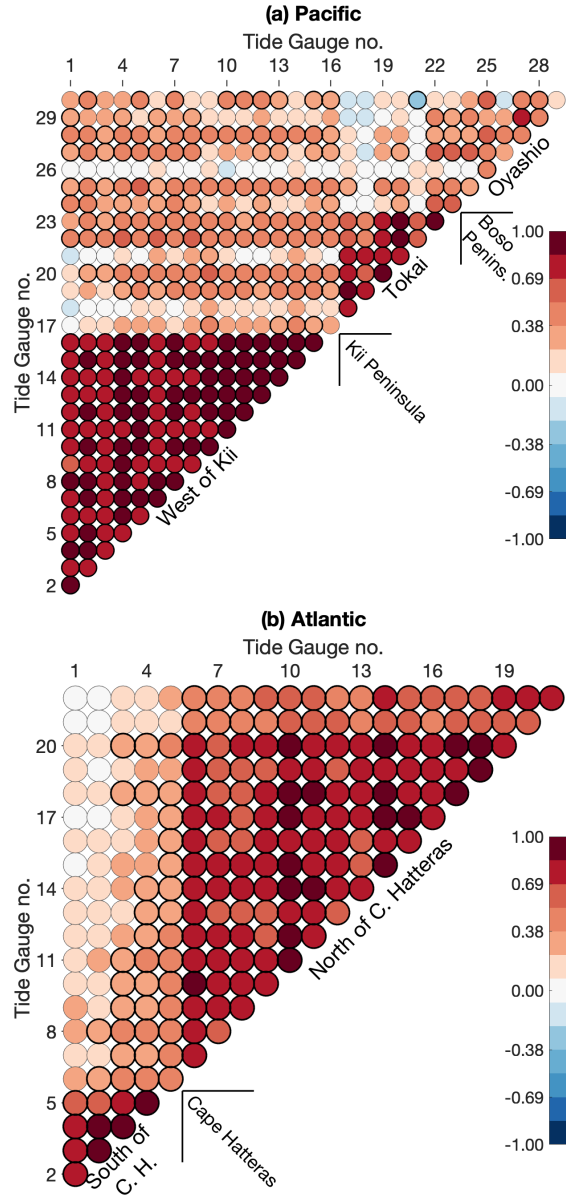 (a) Pacific
Tide Gauge no.
1 4 7 10 13 16 19 22 25 28
Tide Gauge no.
29
26
23
20
17
14
11
8
5
2
Oyashio
Boso
Penins.
Tokai
Kii Peninsula
West of Kii
1.00
0.69
0.38
0.00
-0.38
-0.69
-1.00
(b) Atlantic
Tide Gauge no.
1 4 7 10 13 16 19
Tide Gauge no.
20
17
14
11
8
5
2
North of C. Hatteras
Cape Hatteras
South of
C. H.
1.00
0.69
0.38
0.00
-0.38
-0.69
-1.00